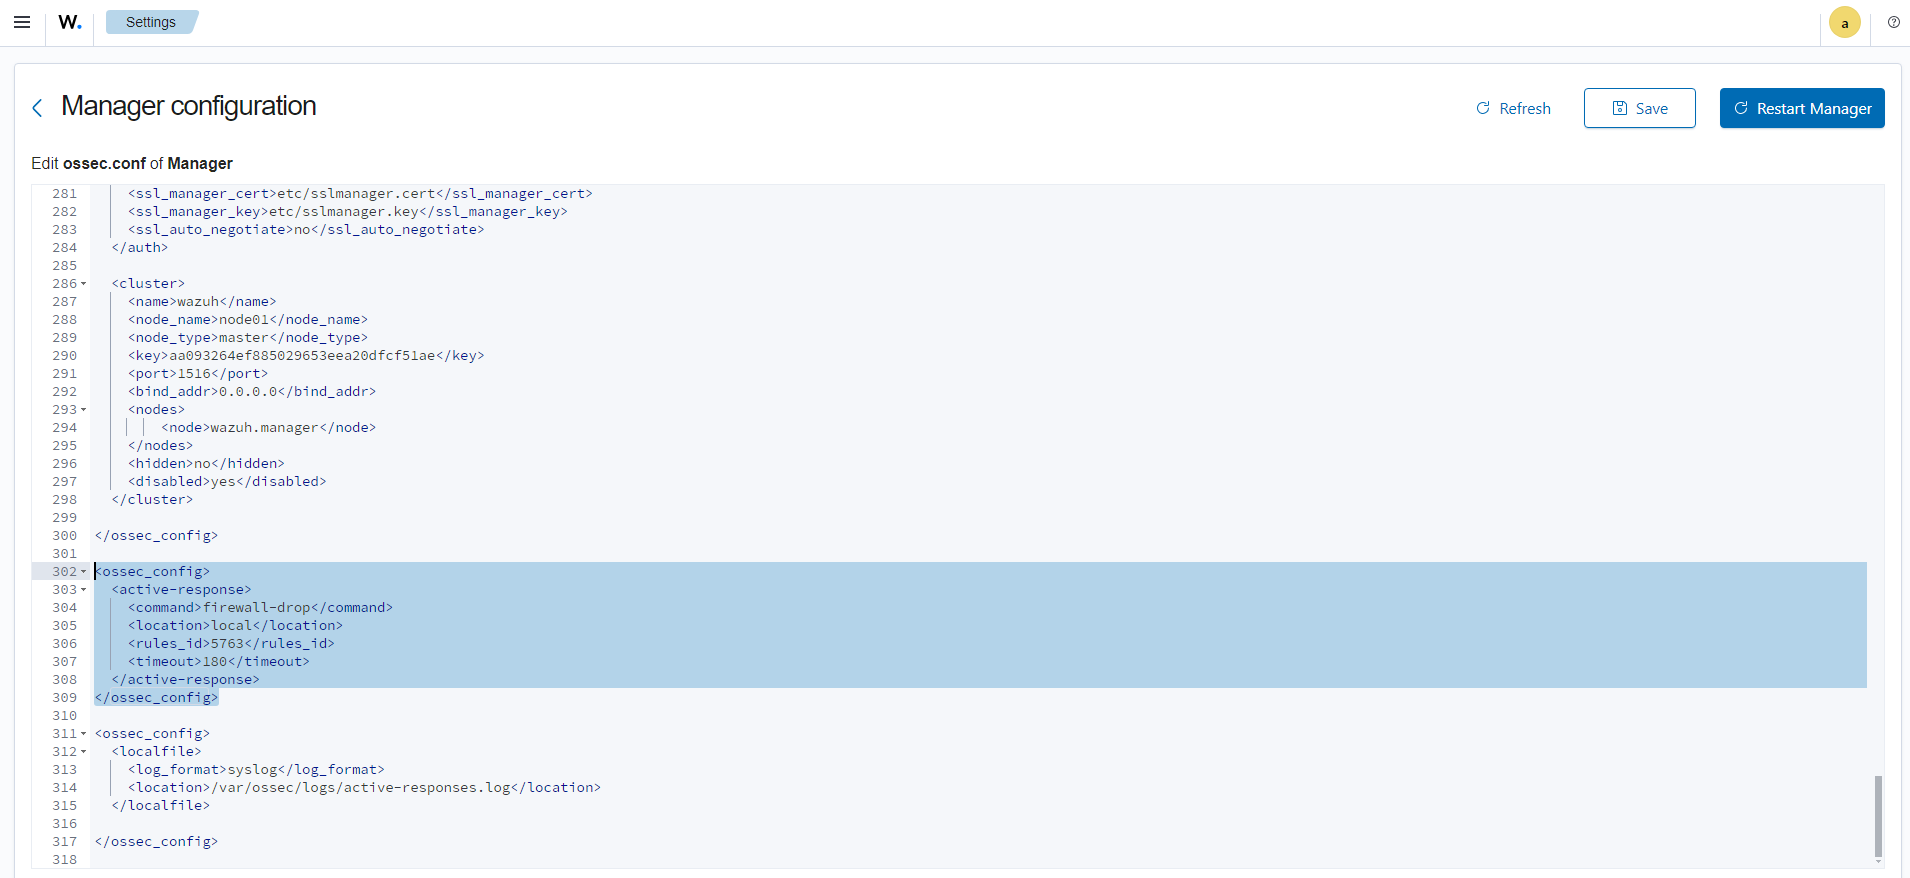 W. Settings a
Manager configuration Refresh Save Restart Manager
Edit ossec.conf of Manager
281 <ssl_manager_cert>etc/sslmanager.cert</ssl_manager_cert>
282 <ssl_manager_key>etc/sslmanager.key</ssl_manager_key>
283 <ssl_auto_negotiate>no</ssl_auto_negotiate>
284 </auth>
285
286 <cluster>
287 <name>wazuh</name>
288 <node_name>node01</node_name>
289 <node_type>master</node_type>
290 <key>aa093264ef885029653eea20dfcf51ae</key>
291 <port>1516</port>
292 <bind_addr>0.0.0.0</bind_addr>
293 <nodes>
294 <node>wazuh.manager</node>
295 </nodes>
296 <hidden>no</hidden>
297 <disabled>yes</disabled>
298 </cluster>
299
300 </ossec_config>
301
302 <ossec_config>
303 <active-response>
304 <command>firewall-drop</command>
305 <location>local</location>
306 <rules_id>5763</rules_id>
307 <timeout>180</timeout>
308 </active-response>
309 </ossec_config>
310
311 <ossec_config>
312 <localfile>
313 <log_format>syslog</log_format>
314 <location>/var/ossec/logs/active-responses.log</location>
315 </localfile>
316
317 </ossec_config>
318